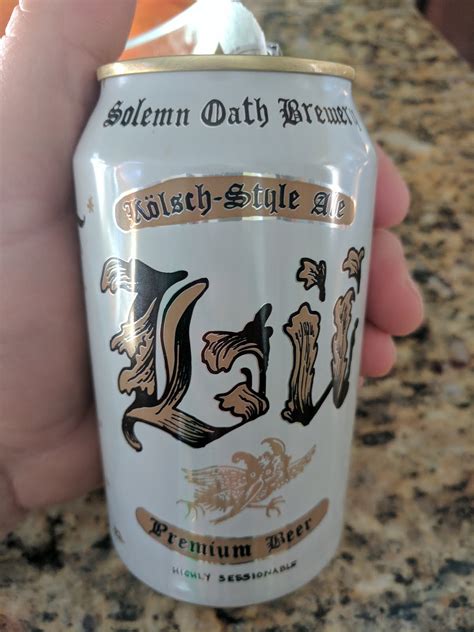 Solemn Oath Brewery
Kölsch-Style Ale
Lü
Premium Beer
HIGHLY SESSIONABLE